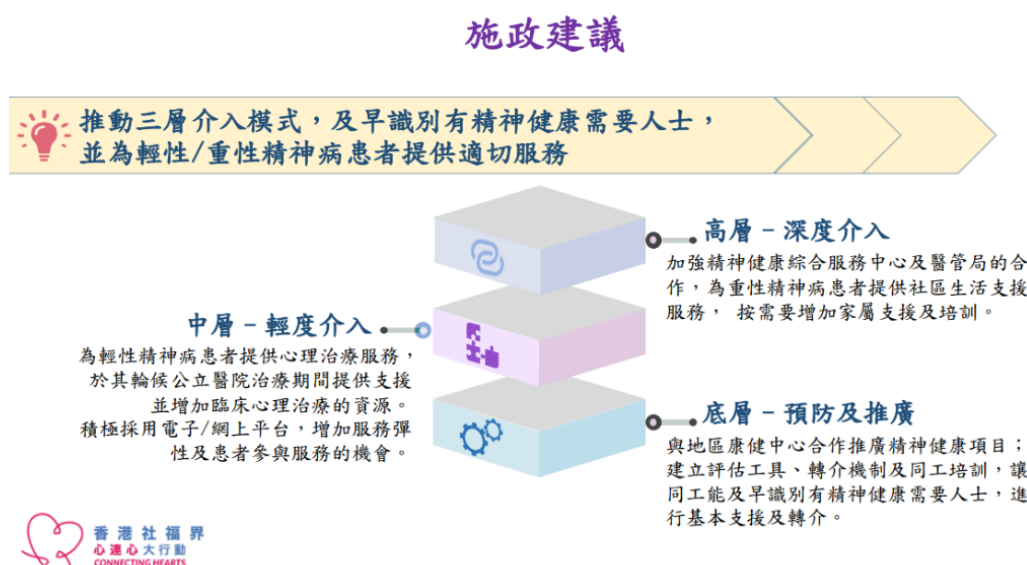 施政建議
推動三層介入模式，及早識別有精神健康需要人士，
並為輕性/重性精神病患者提供適切服務
高層－深度介入
加強精神健康綜合服務中心及醫管局的合
作，為重性精神病患者提供社區生活支援
服務， 按需要增加家屬支援及培訓。
中層－輕度介入
為輕性精神病患者提供心理治療服務，
於其輪候公立醫院治療期間提供支援
並增加臨床心理治療的資源。
積極採用電子/網上平台，增加服務彈
性及患者參與服務的機會。
底層－預防及推廣
與地區康健中心合作推廣精神健康項目；
建立評估工具、轉介機制及同工培訓，讓
同工能及早識別有精神健康需要人士，進
行基本支援及轉介。
香港社福界
心連心大行動
CONNECTING HEARTS